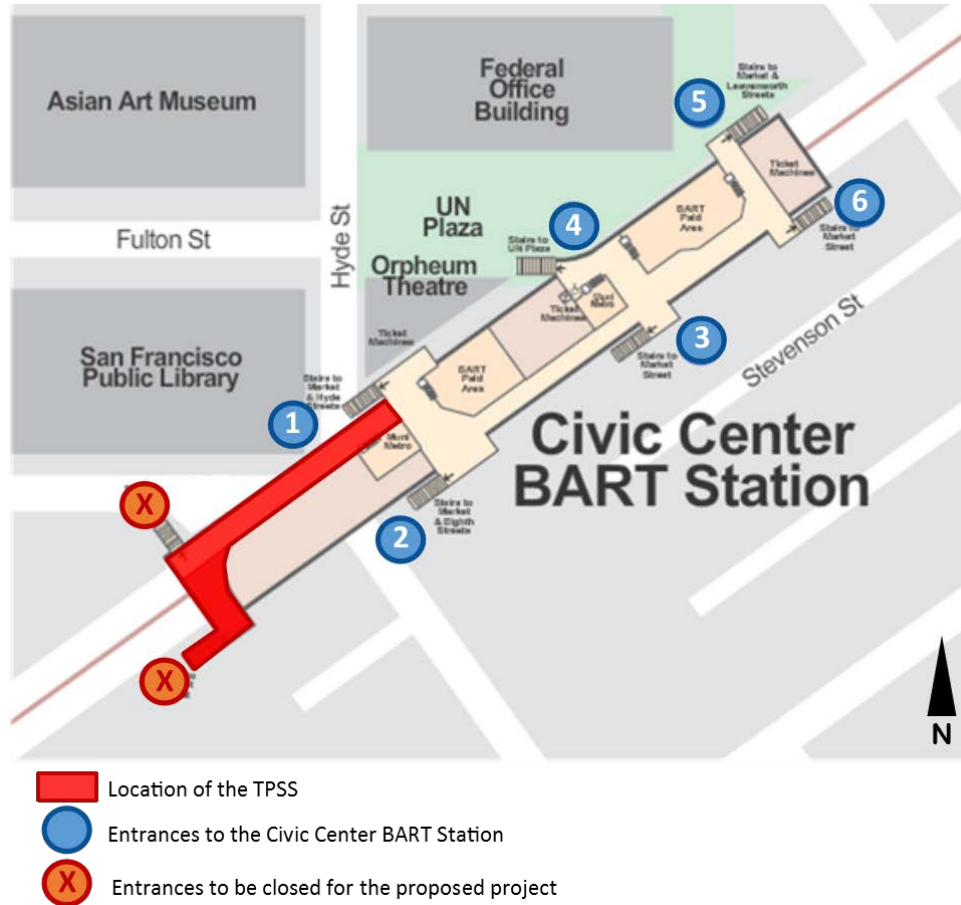 Asian Art Museum
Federal
Office
Building
5
Stairs to
Market &
Leavenworth
Streets
Ticket
Machines
6
Stairs to
Market
Street
UN
Plaza
4
Stairs to
UN Plaza
BART
Paid
Area
Fulton St
Hyde St
Orpheum
Theatre
Muni
Metro
Ticket
Machines
3
Stairs to
Market
Street
Stevenson St
Ticket
Machines
San Francisco
Public Library
BART
Paid
Area
Stairs to
Market
& Hyde
Streets
1
Muni
Metro
Civic Center
BART Station
X
Stairs to
Market
& Eighth
Streets
2
X
N
Location of the TPSS
Entrances to the Civic Center BART Station
X
Entrances to be closed for the proposed project